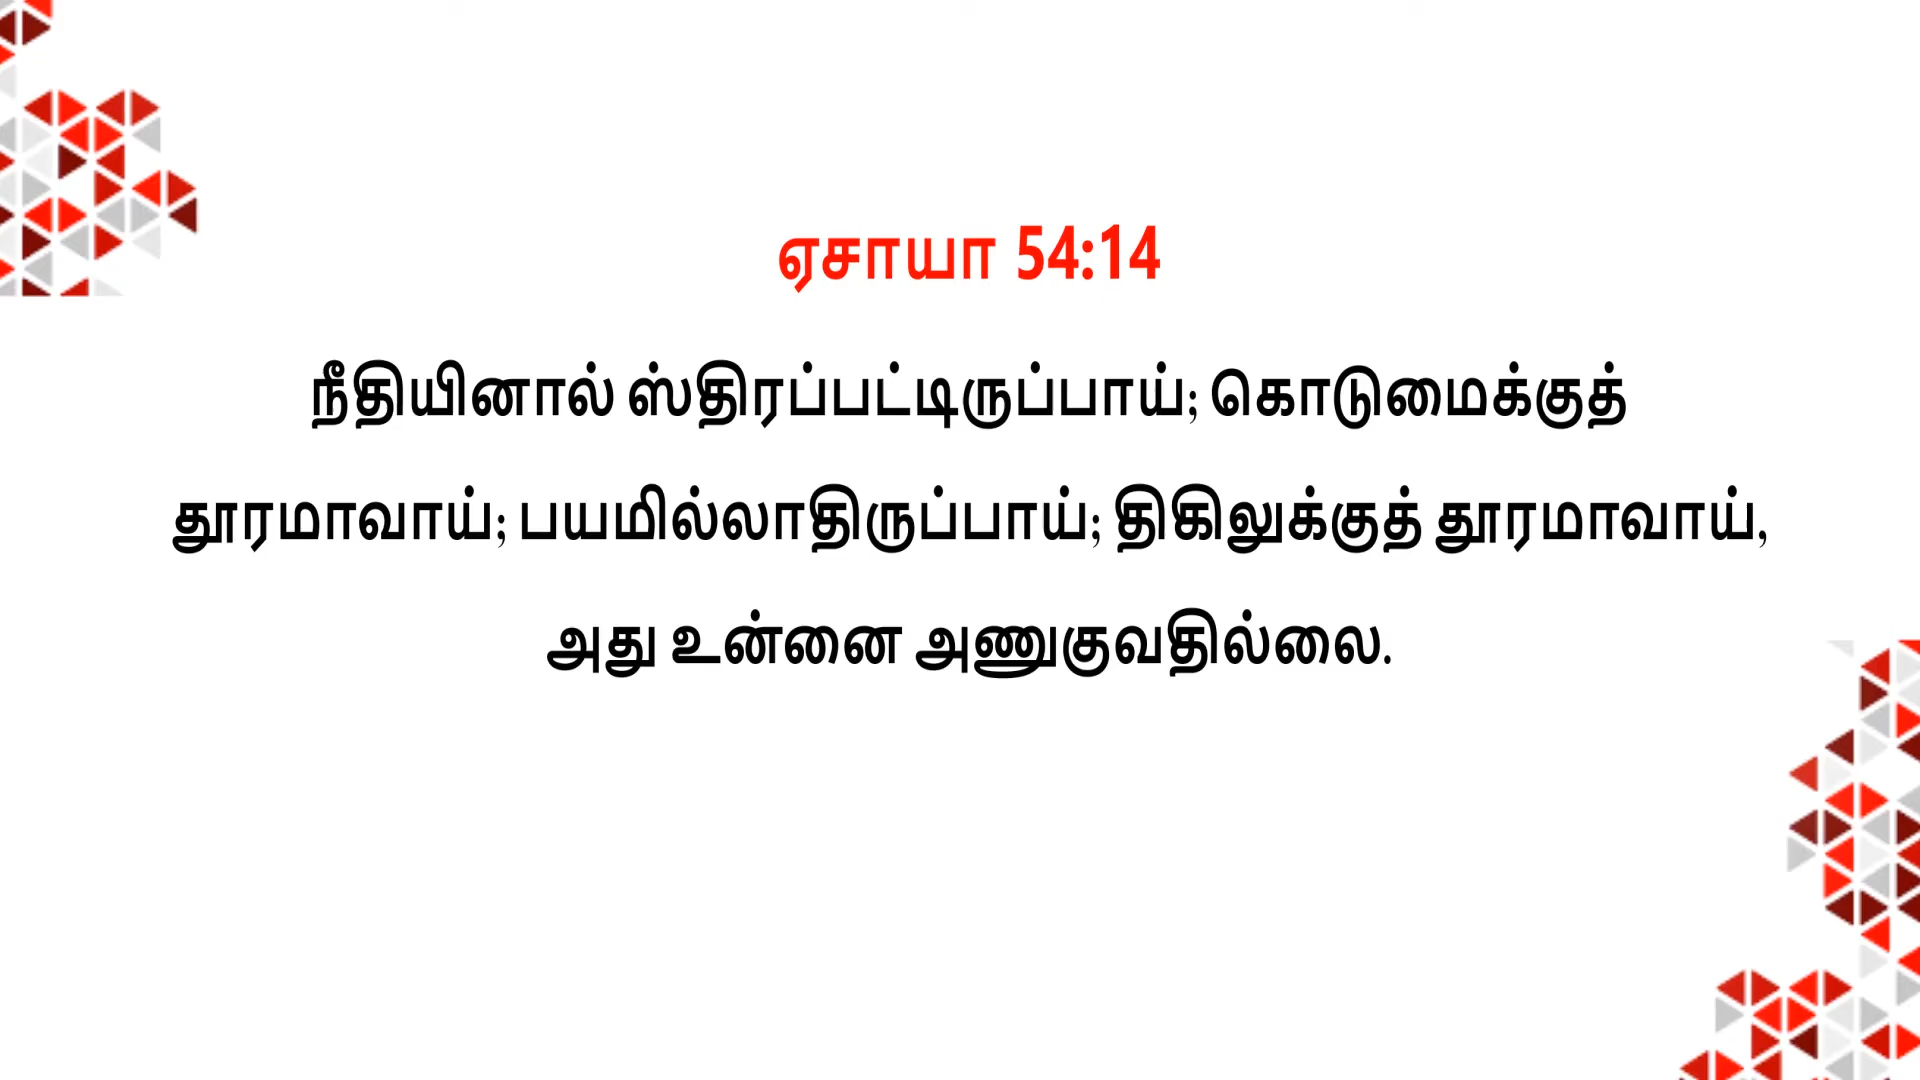 ஏசாயா 54:14
நீதியினால் ஸ்திரப்பட்டிருப்பாய்; கொடுமைக்குத்
தூரமாவாய்; பயமில்லாதிருப்பாய்; திகிலுக்குத் தூரமாவாய்,
அது உன்னை அணுகுவதில்லை.